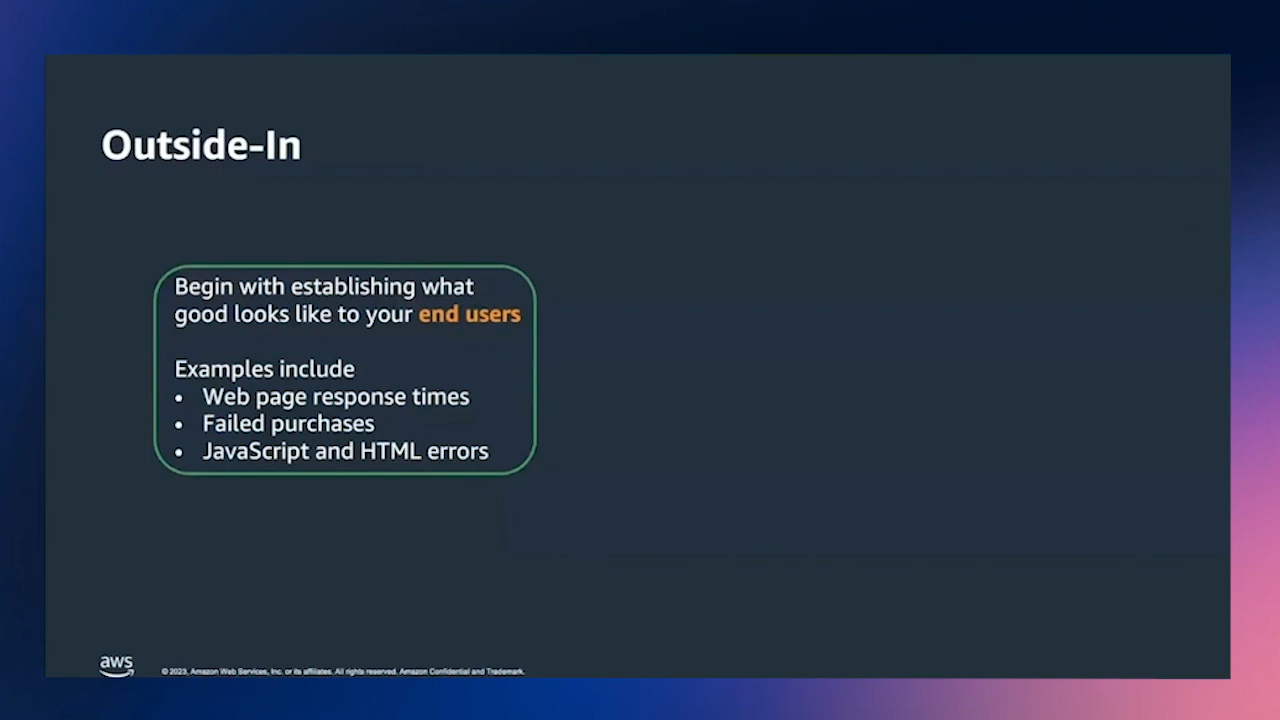 Outside-In
Begin with establishing what
good looks like to your end users
Examples include
• Web page response times
• Failed purchases
• JavaScript and HTML errors
aws
© 2023, Amazon Web Services, Inc. or its affiliates. All rights reserved. Amazon Confidential and Trademark.